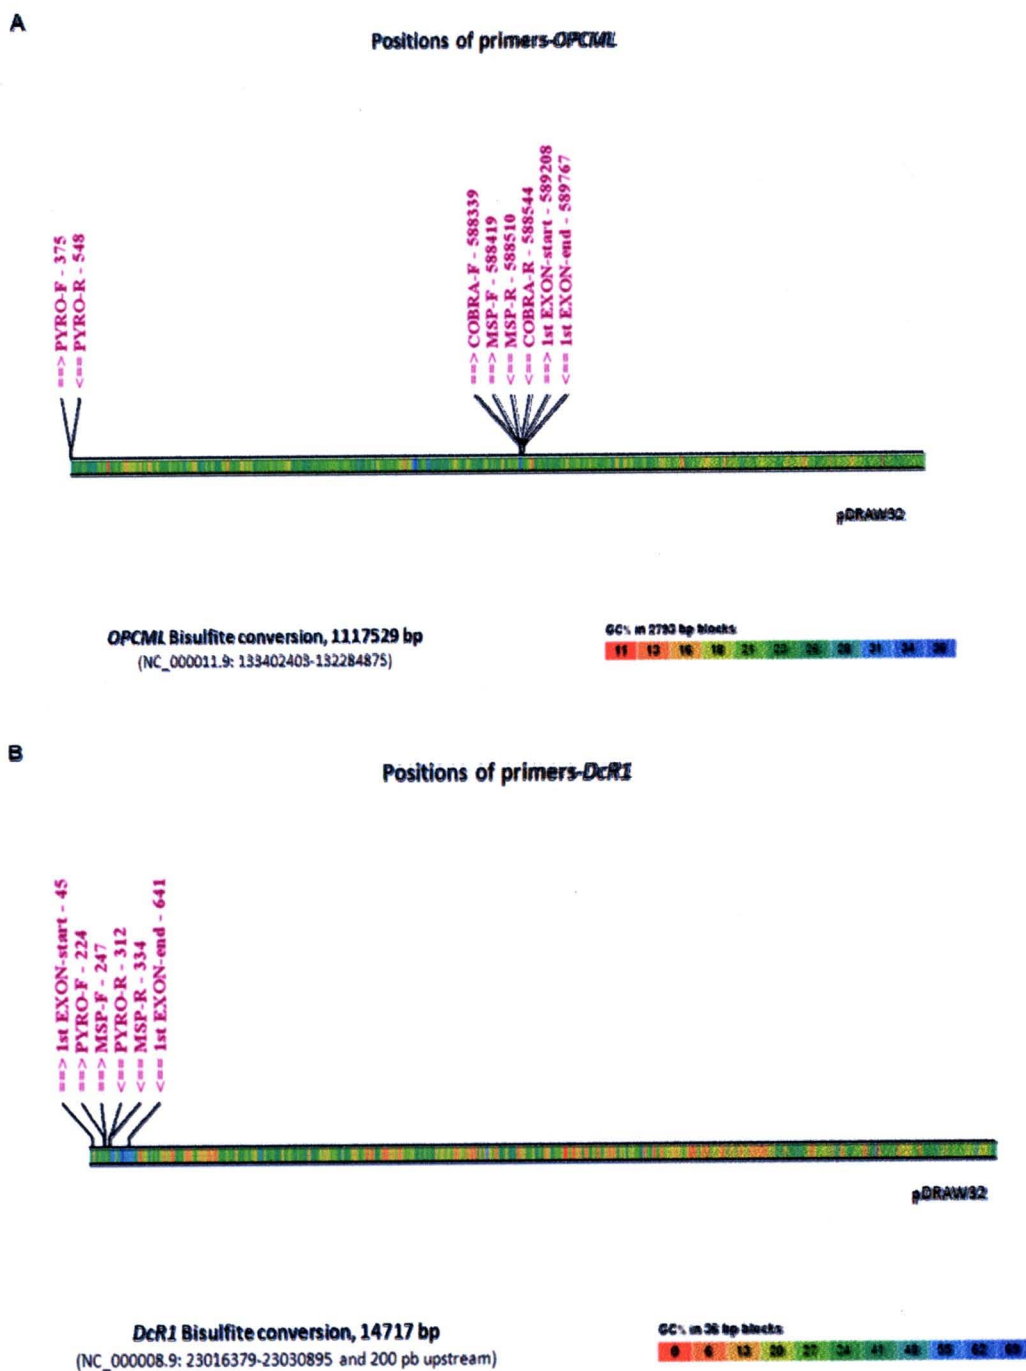 A
Positions of primers-OPCML
==> PYRO-F - 375
<== PYRO-R - 548
==> COBRA-F - 588339
==> MSP-F - 588419
<== MSP-R - 588510
<== COBRA-R - 588544
==> 1st EXON-start - 589208
<== 1st EXON-end - 589767
pDRAW32
OPCML Bisulfite conversion, 1117529 bp
(NC_000011.9: 133402403-132284875)
GC% in 2793 bp blocks
11 13 16 18 21 23 26 28 31 34
B
Positions of primers-DcR1
==> 1st EXON-start - 45
==> PYRO-F - 224
==> MSP-F - 247
<== PYRO-R - 312
<== MSP-R - 334
<== 1st EXON-end - 641
pDRAW32
DcR1 Bisulfite conversion, 14717 bp
(NC_000008.9: 23016379-23030895 and 200 pb upstream)
GC% in 36 bp blocks
6 13 20 27 34 41 48 55 62 69